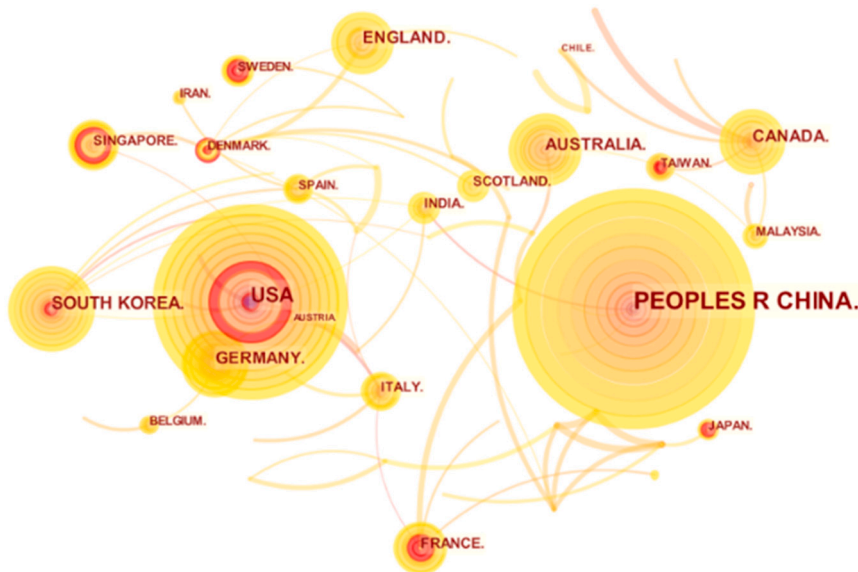 ENGLAND.
CHILE.
SWEDEN.
IRAN.
SINGAPORE.
DENMARK.
AUSTRALIA.
CANADA.
TAIWAN.
SPAIN.
SCOTLAND.
INDIA.
MALAYSIA.
SOUTH KOREA.
USA
PEOPLES R CHINA.
AUSTRIA.
GERMANY.
ITALY.
BELGIUM.
JAPAN.
FRANCE.